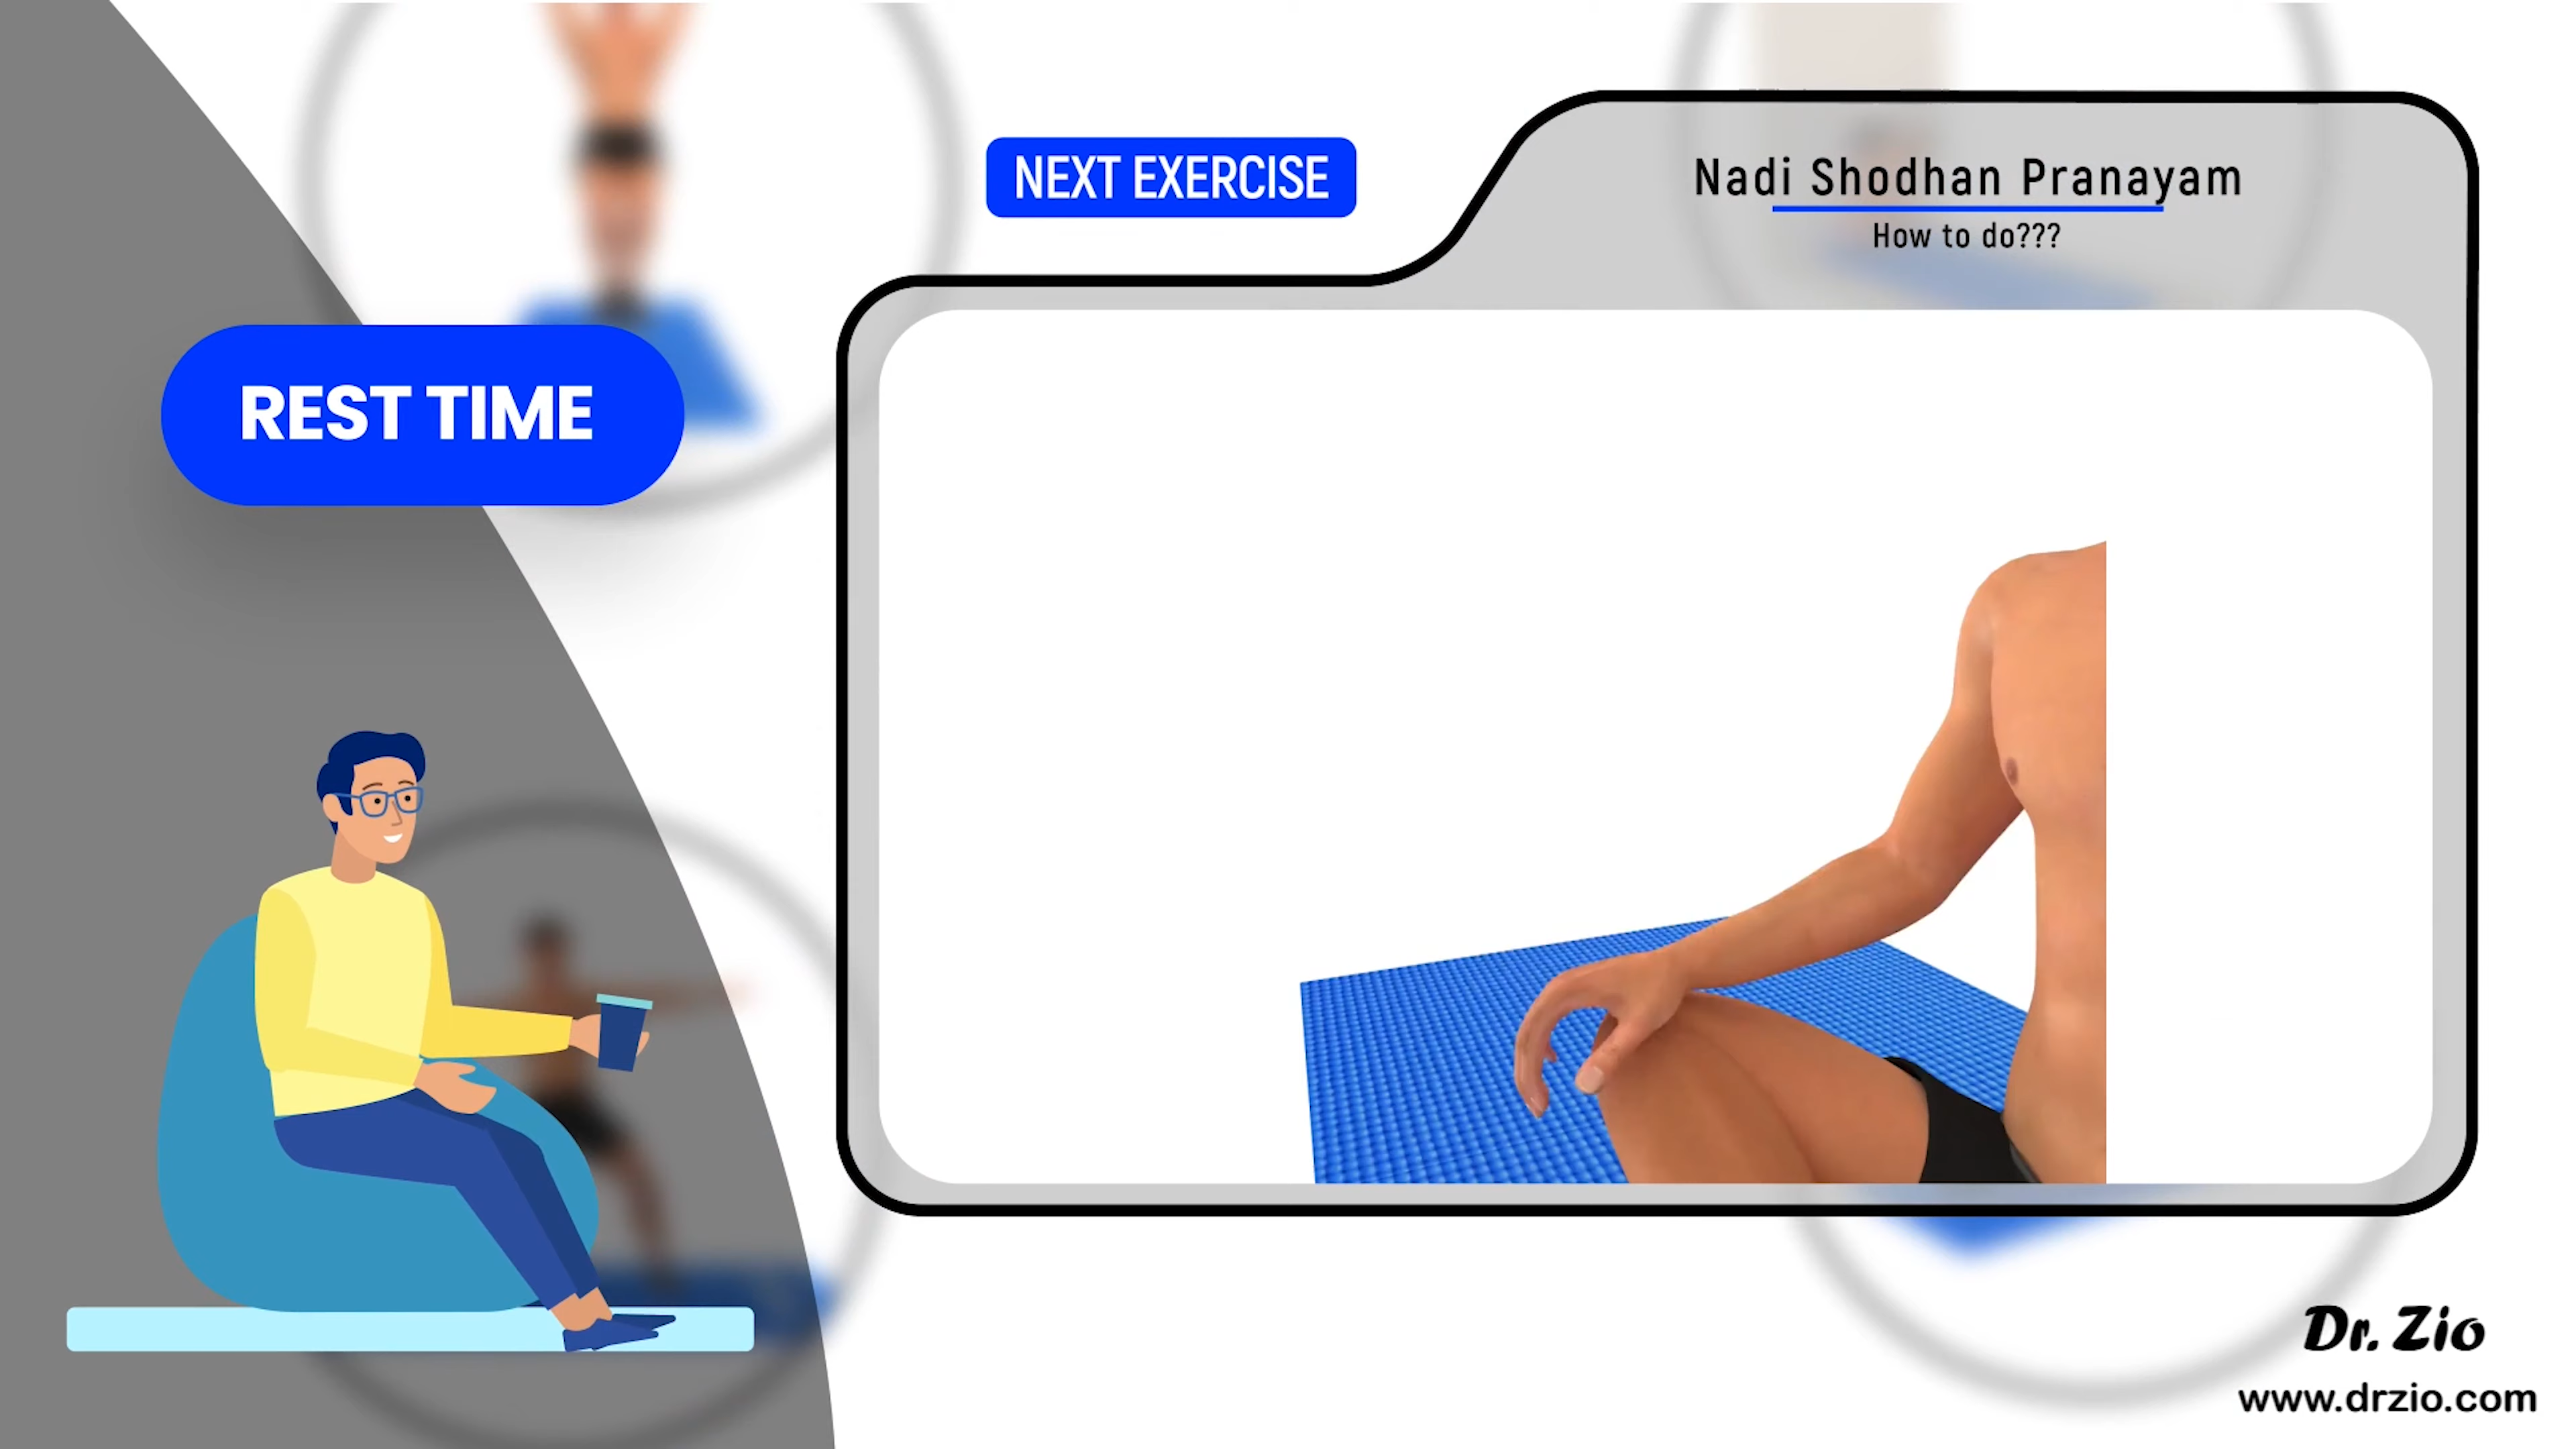 NEXT EXERCISE
Nadi Shodhan Pranayam
How to do???
REST TIME
Dr. Zio
www.drzio.com